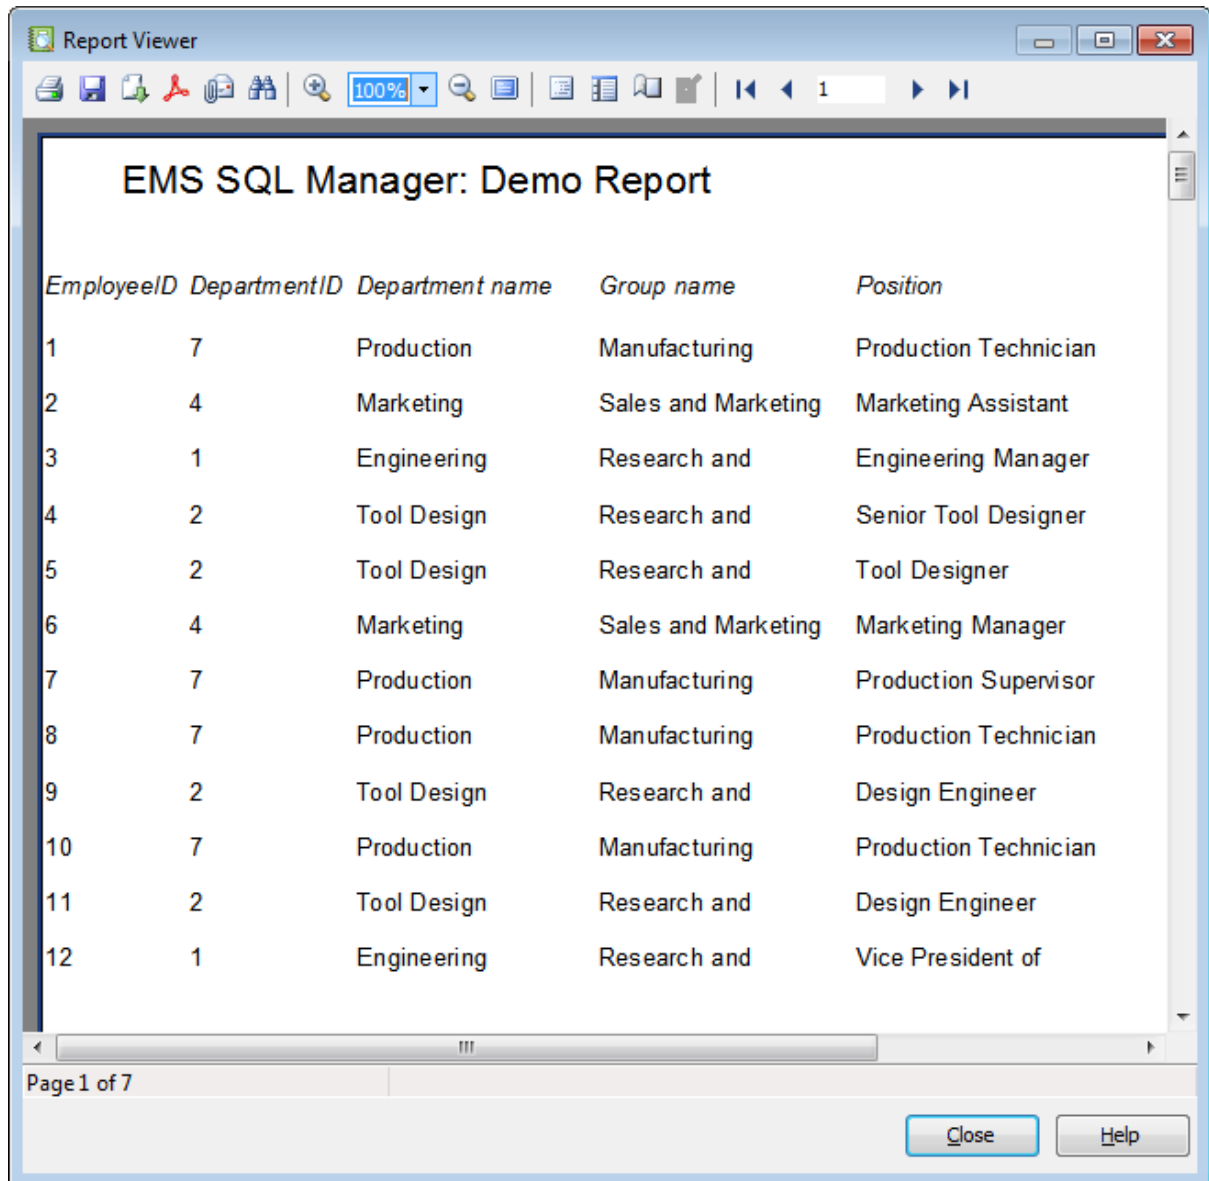 Report Viewer
100% 1
EMS SQL Manager: Demo Report
EmployeeID DepartmentID Department name Group name Position
1 7 Production Manufacturing Production Technician
2 4 Marketing Sales and Marketing Marketing Assistant
3 1 Engineering Research and Engineering Manager
4 2 Tool Design Research and Senior Tool Designer
5 2 Tool Design Research and Tool Designer
6 4 Marketing Sales and Marketing Marketing Manager
7 7 Production Manufacturing Production Supervisor
8 7 Production Manufacturing Production Technician
9 2 Tool Design Research and Design Engineer
10 7 Production Manufacturing Production Technician
11 2 Tool Design Research and Design Engineer
12 1 Engineering Research and Vice President of
Page 1 of 7
Close Help